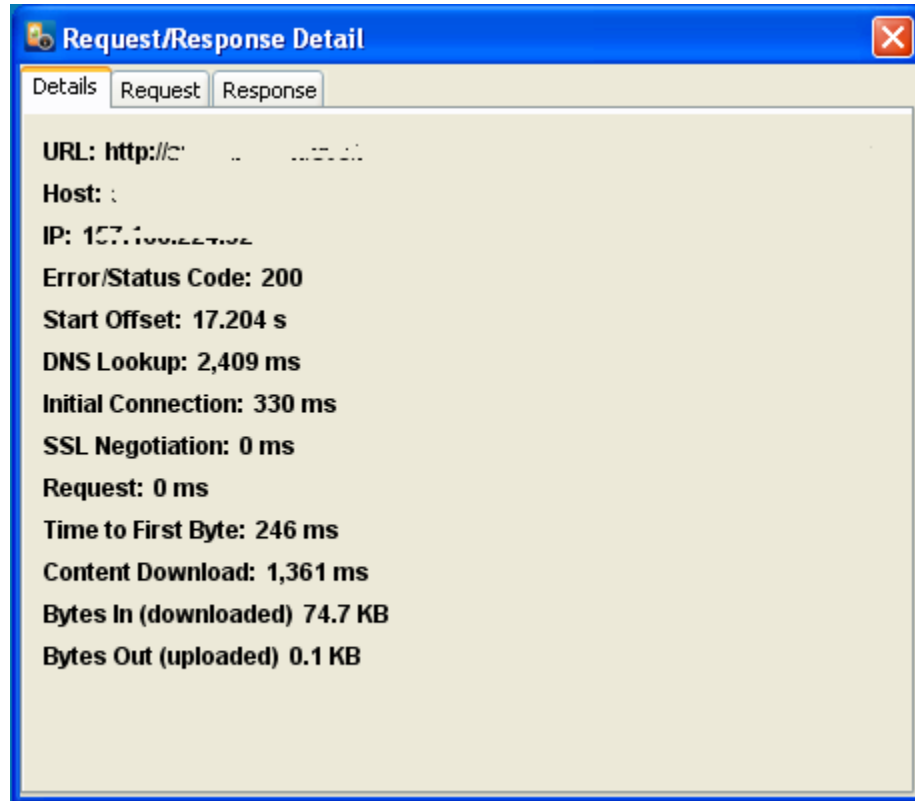 Request/Response Detail
Details Request Response
URL: http://
Host:
IP:
Error/Status Code: 200
Start Offset: 17.204 s
DNS Lookup: 2,409 ms
Initial Connection: 330 ms
SSL Negotiation: 0 ms
Request: 0 ms
Time to First Byte: 246 ms
Content Download: 1,361 ms
Bytes In (downloaded) 74.7 KB
Bytes Out (uploaded) 0.1 KB